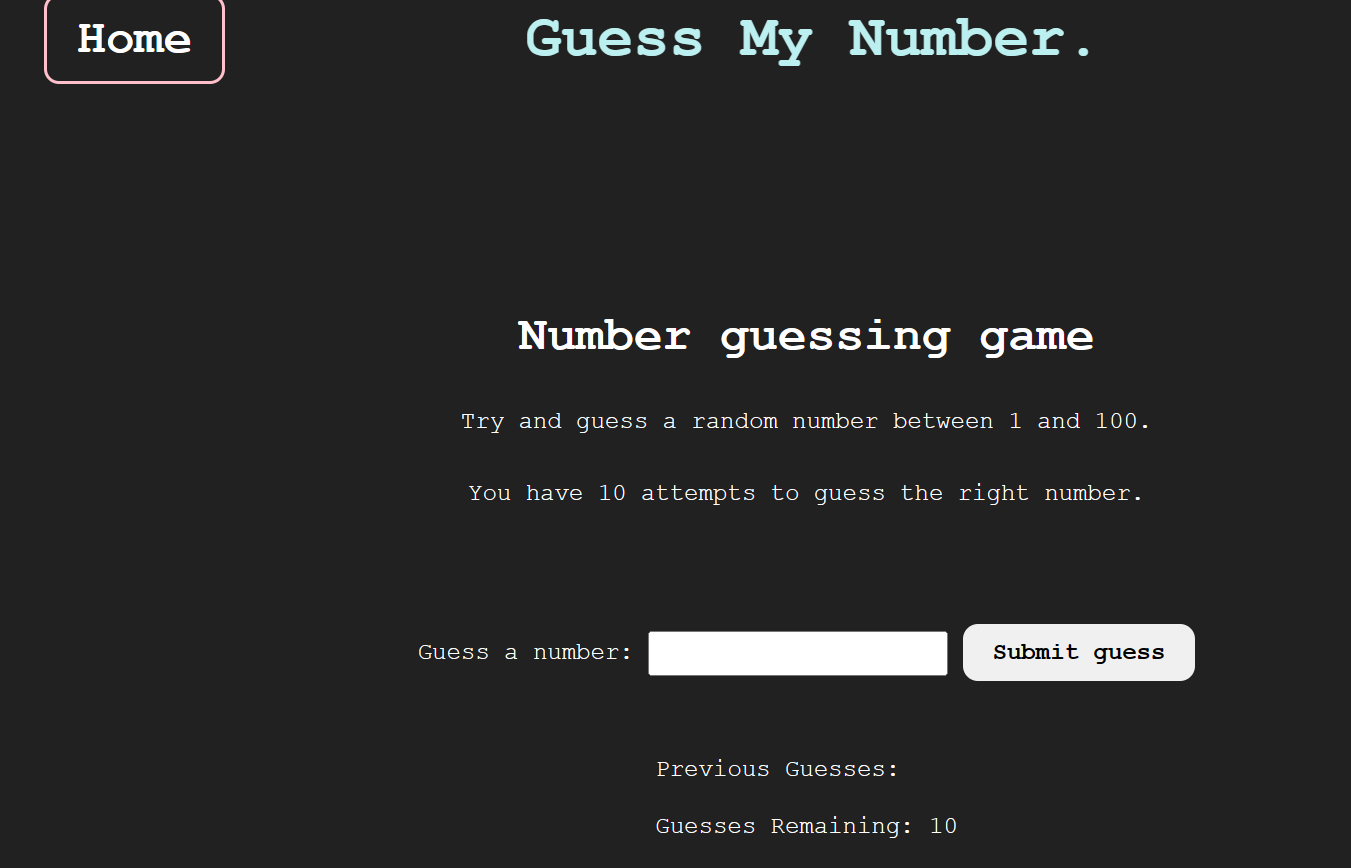 Home
Guess My Number.
Number guessing game
Try and guess a random number between 1 and 100.
You have 10 attempts to guess the right number.
Guess a number:
Submit guess
Previous Guesses:
Guesses Remaining: 10